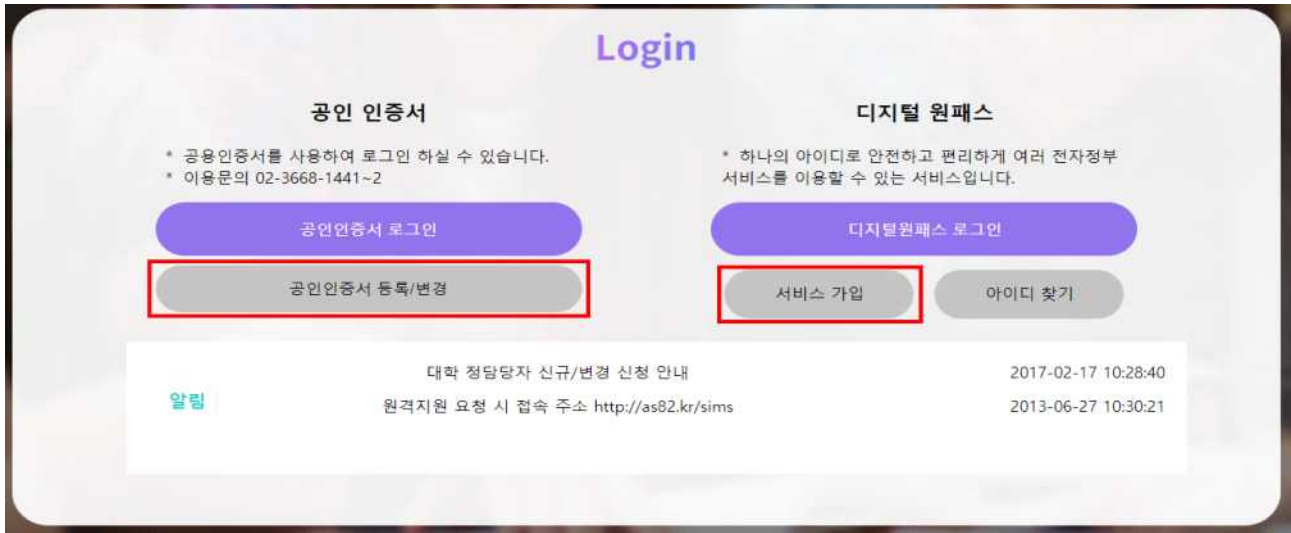 Login
공인 인증서
* 공용인증서를 사용하여 로그인 하실 수 있습니다.
* 이용문의 02-3668-1441~2
공인인증서 로그인
공인인증서 등록/변경
디지털 원패스
* 하나의 아이디로 안전하고 편리하게 여러 전자정부
서비스를 이용할 수 있는 서비스입니다.
디지털원패스 로그인
서비스 가입
아이디 찾기
알림
대학 정담당자 신규/변경 신청 안내 2017-02-17 10:28:40
원격지원 요청 시 접속 주소 http://as82.kr/sims 2013-06-27 10:30:21